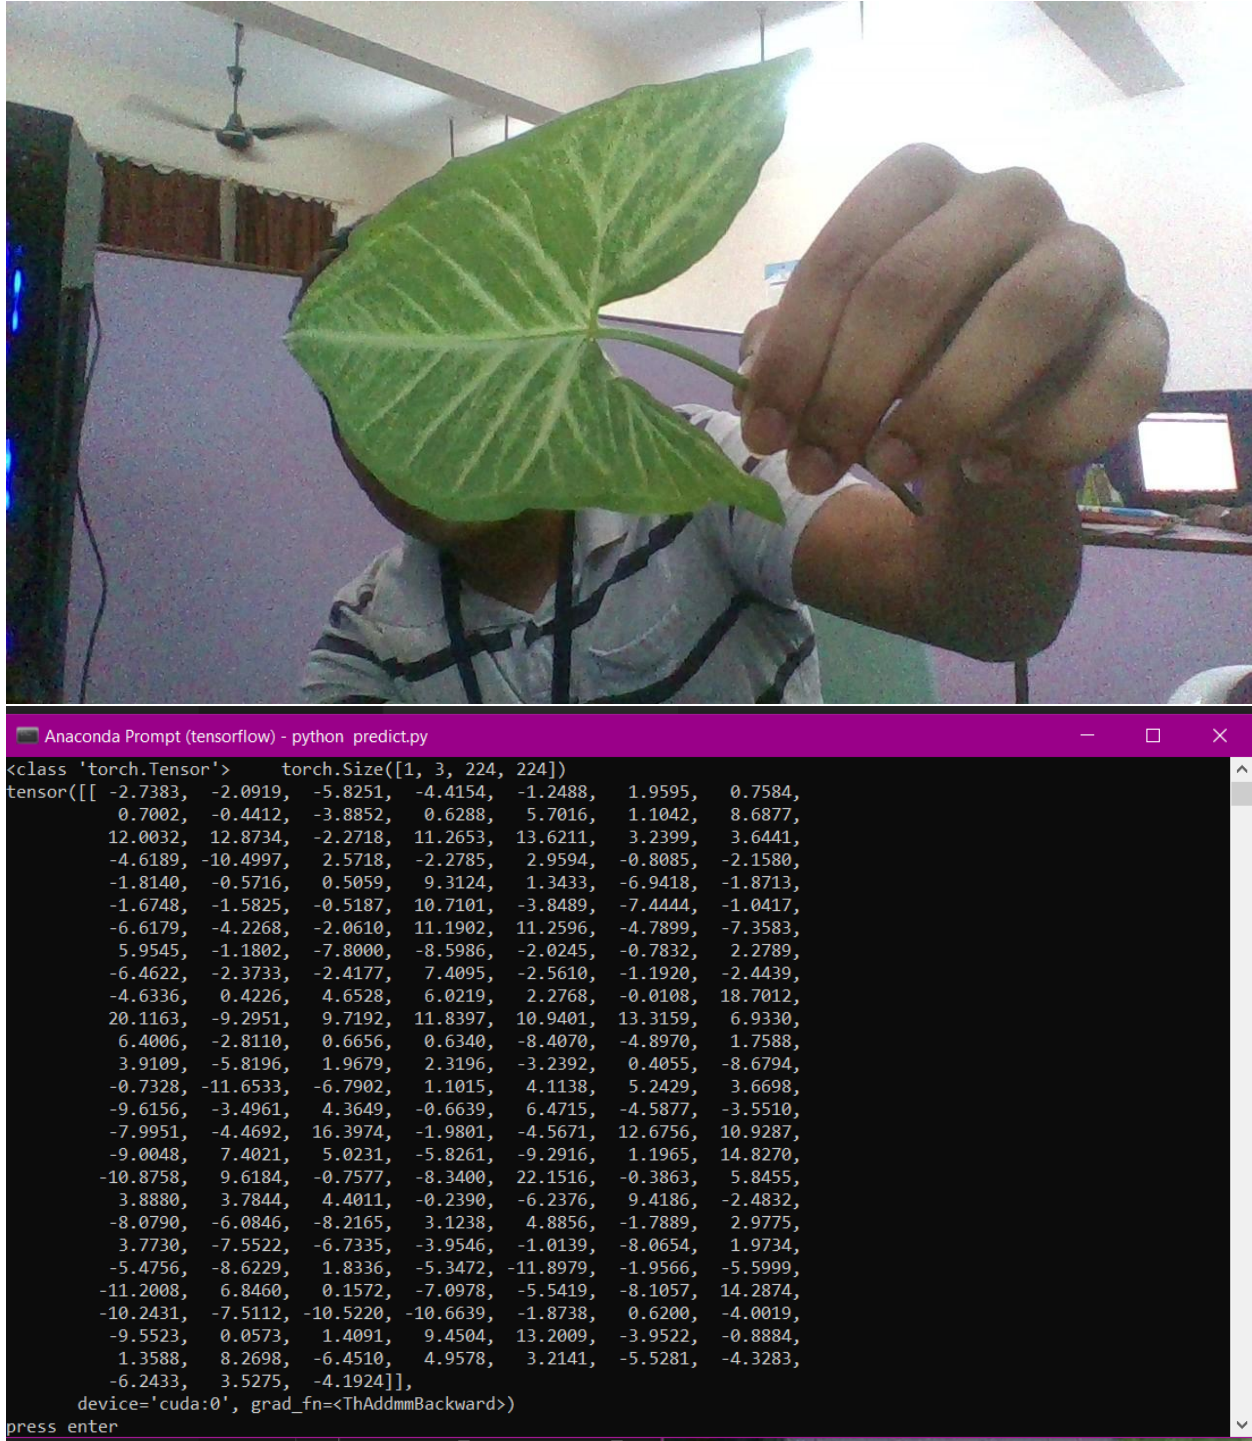 Anaconda Prompt (tensorflow) - python  predict.py
<class 'torch.Tensor'>     torch.Size([1, 3, 224, 224])
tensor([[ -2.7383,  -2.0919,  -5.8251,  -4.4154,  -1.2488,   1.9595,   0.7584,
           0.7002,  -0.4412,  -3.8852,   0.6288,   5.7016,   1.1042,   8.6877,
          12.0032,  12.8734,  -2.2718,  11.2653,  13.6211,   3.2399,   3.6441,
          -4.6189, -10.4997,   2.5718,  -2.2785,   2.9594,  -0.8085,  -2.1580,
          -1.8140,  -0.5716,   0.5059,   9.3124,   1.3433,  -6.9418,  -1.8713,
          -1.6748,  -1.5825,  -0.5187,  10.7101,  -3.8489,  -7.4444,  -1.0417,
          -6.6179,  -4.2268,  -2.0610,  11.1902,  11.2596,  -4.7899,  -7.3583,
           5.9545,  -1.1802,  -7.8000,  -8.5986,  -2.0245,  -0.7832,   2.2789,
          -6.4622,  -2.3733,  -2.4177,   7.4095,  -2.5610,  -1.1920,  -2.4439,
          -4.6336,   0.4226,   4.6528,   6.0219,   2.2768,  -0.0108,  18.7012,
          20.1163,  -9.2951,   9.7192,  11.8397,  10.9401,  13.3159,   6.9330,
           6.4006,  -2.8110,   0.6656,   0.6340,  -8.4070,  -4.8970,   1.7588,
           3.9109,  -5.8196,   1.9679,   2.3196,  -3.2392,   0.4055,  -8.6794,
          -0.7328, -11.6533,  -6.7902,   1.1015,   4.1138,   5.2429,   3.6698,
          -9.6156,  -3.4961,   4.3649,  -0.6639,   6.4715,  -4.5877,  -3.5510,
          -7.9951,  -4.4692,  16.3974,  -1.9801,  -4.5671,  12.6756,  10.9287,
          -9.0048,   7.4021,   5.0231,  -5.8261,  -9.2916,   1.1965,  14.8270,
         -10.8758,   9.6184,  -0.7577,  -8.3400,  22.1516,  -0.3863,   5.8455,
           3.8880,   3.7844,   4.4011,  -0.2390,  -6.2376,   9.4186,  -2.4832,
          -8.0790,  -6.0846,  -8.2165,   3.1238,   4.8856,  -1.7889,   2.9775,
           3.7730,  -7.5522,  -6.7335,  -3.9546,  -1.0139,  -8.0654,   1.9734,
          -5.4756,  -8.6229,   1.8336,  -5.3472, -11.8979,  -1.9566,  -5.5999,
         -11.2008,   6.8460,   0.1572,  -7.0978,  -5.5419,  -8.1057,  14.2874,
         -10.2431,  -7.5112, -10.5220, -10.6639,  -1.8738,   0.6200,  -4.0019,
          -9.5523,   0.0573,   1.4091,   9.4504,  13.2009,  -3.9522,  -0.8884,
           1.3588,   8.2698,  -6.4510,   4.9578,   3.2141,  -5.5281,  -4.3283,
          -6.2433,   3.5275,  -4.1924]],
       device='cuda:0', grad_fn=<ThAddmmBackward>)
press enter